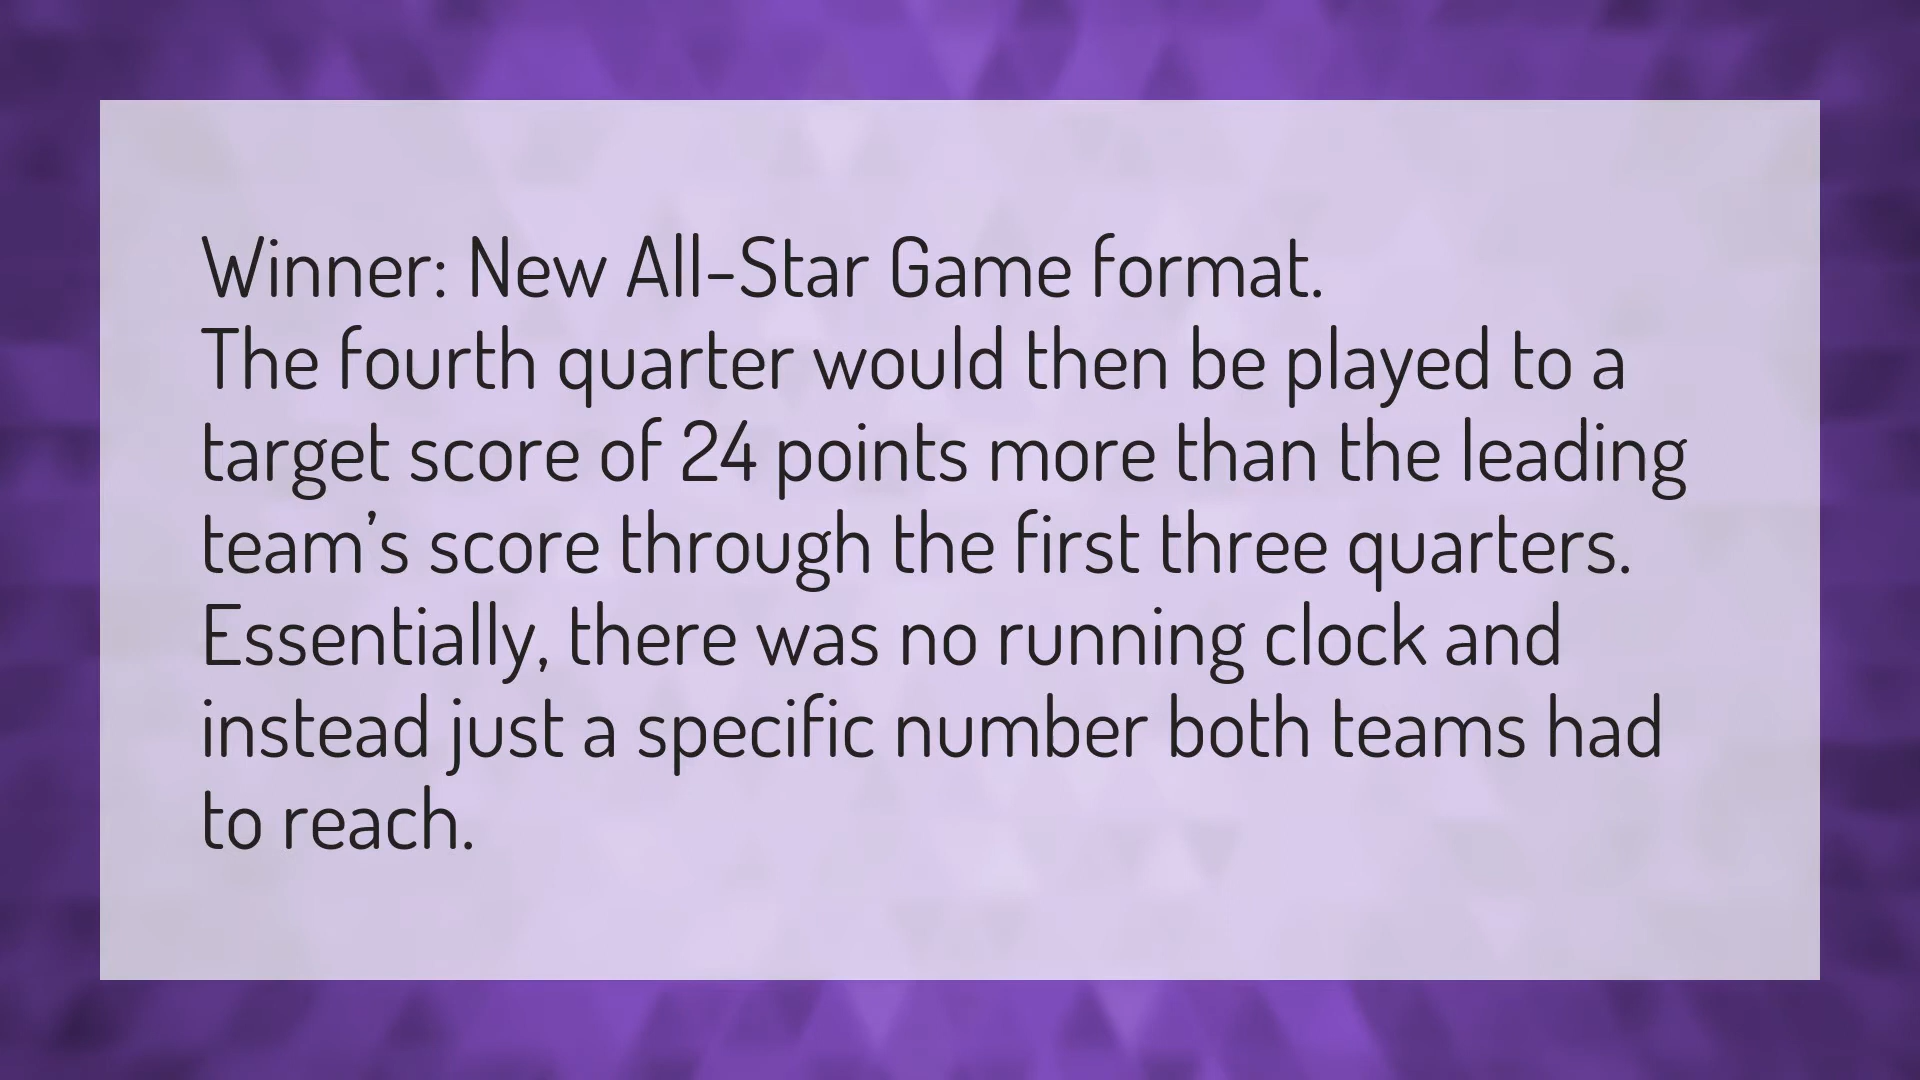 Winner: New All-Star Game format.
The fourth quarter would then be played to a
target score of 24 points more than the leading
team's score through the first three quarters.
Essentially, there was no running clock and
instead just a specific number both teams had
to reach.